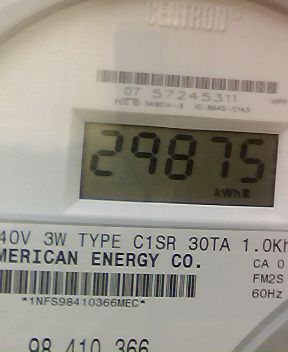 CENTRON®
07 57245311
29875
kWh
40V 3W TYPE C1SR 30TA 1.0Kh
MERICAN ENERGY CO.
CA 0
FM2S
60Hz
*1NFS98410366MEC*
98 410 366